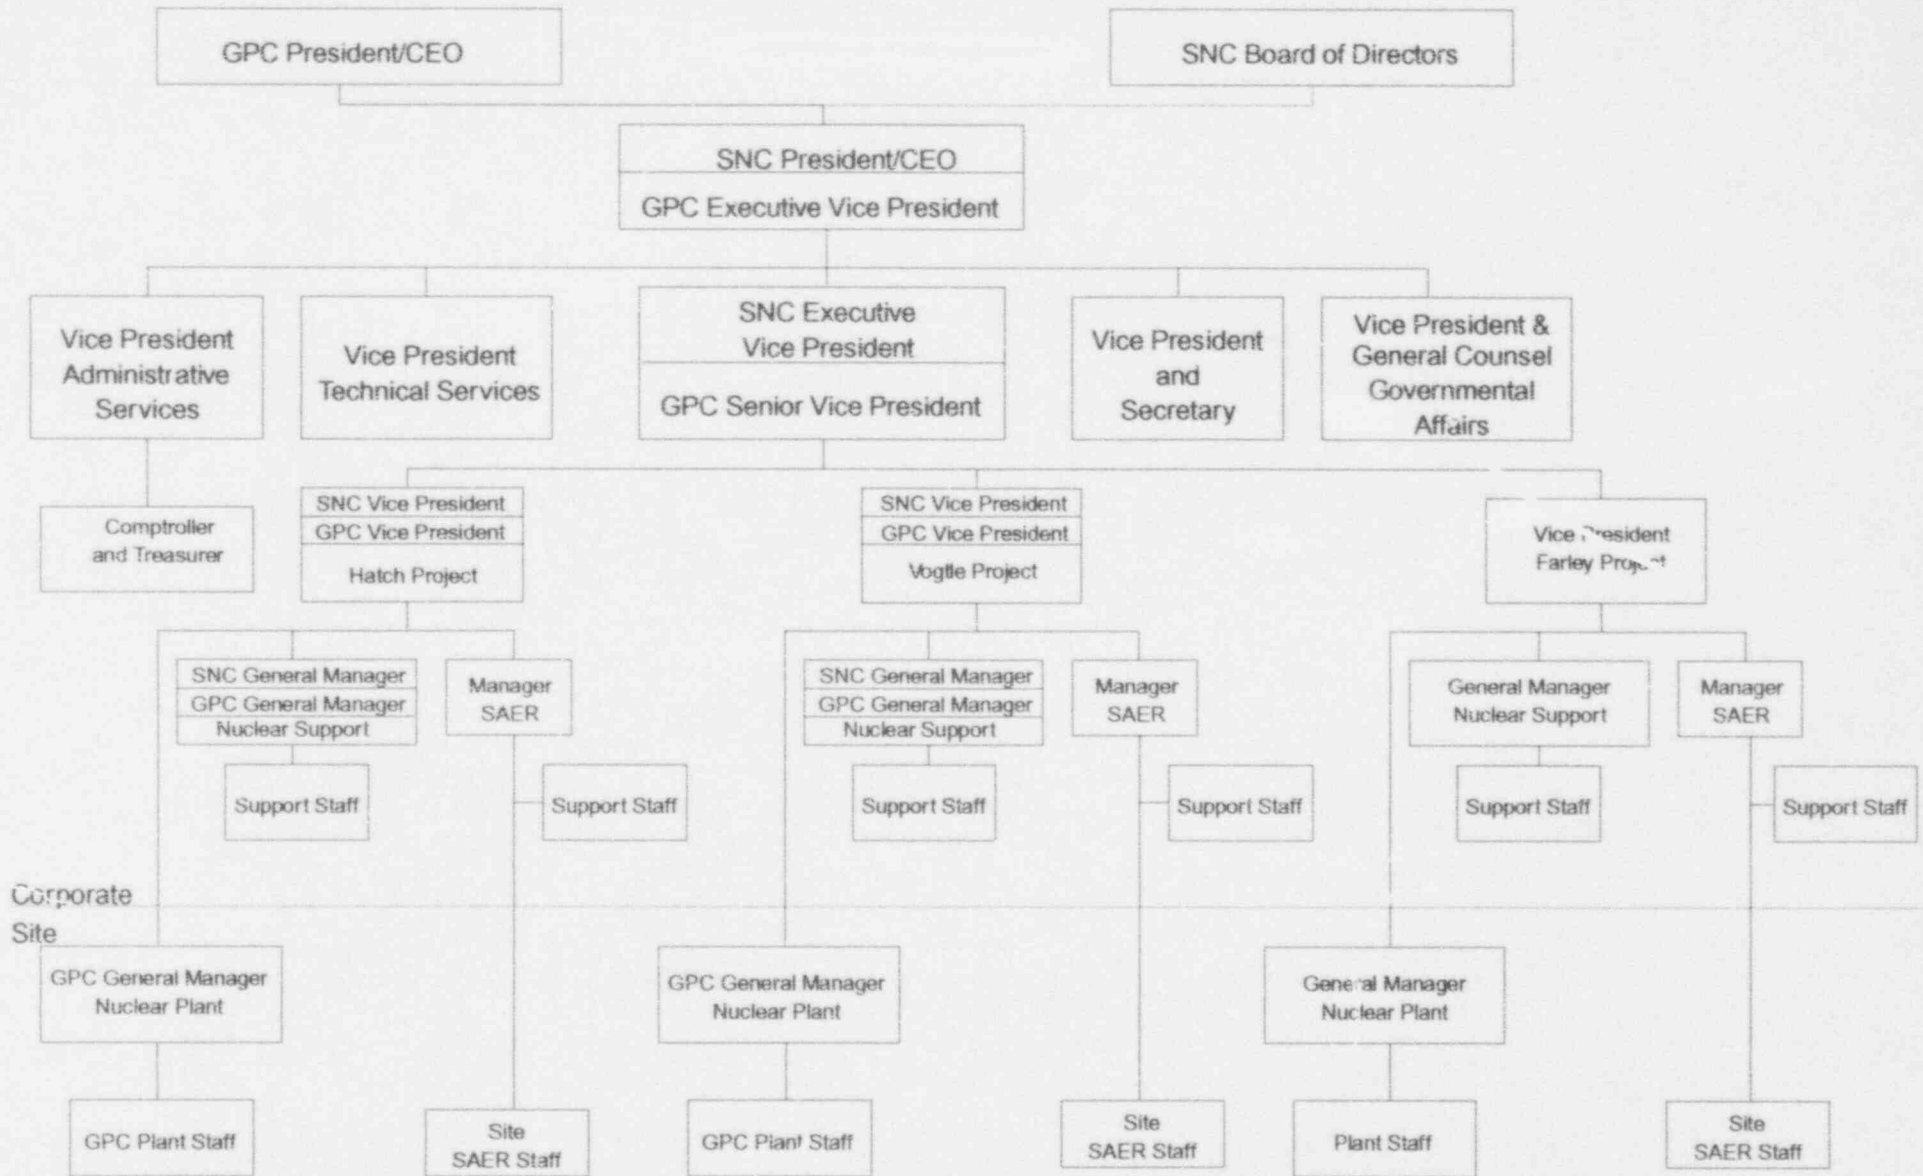 GPC President/CEO
SNC Board of Directors
SNC President/CEO
GPC Executive Vice President
Vice President
Administrative
Services
Vice President
Technical Services
SNC Executive
Vice President
GPC Senior Vice President
Vice President
and
Secretary
Vice President &
General Counsel
Governmental
Affairs
Comptroller
and Treasurer
SNC Vice President
GPC Vice President
Hatch Project
SNC Vice President
GPC Vice President
Vogtle Project
Vice President
Farley Project
SNC General Manager
GPC General Manager
Nuclear Support
Manager
SAER
SNC General Manager
GPC General Manager
Nuclear Support
Manager
SAER
General Manager
Nuclear Support
Manager
SAER
Support Staff
Support Staff
Support Staff
Support Staff
Support Staff
Support Staff
Corporate
Site
GPC General Manager
Nuclear Plant
GPC General Manager
Nuclear Plant
General Manager
Nuclear Plant
GPC Plant Staff
Site
SAER Staff
GPC Plant Staff
Site
SAER Staff
Plant Staff
Site
SAER Staff